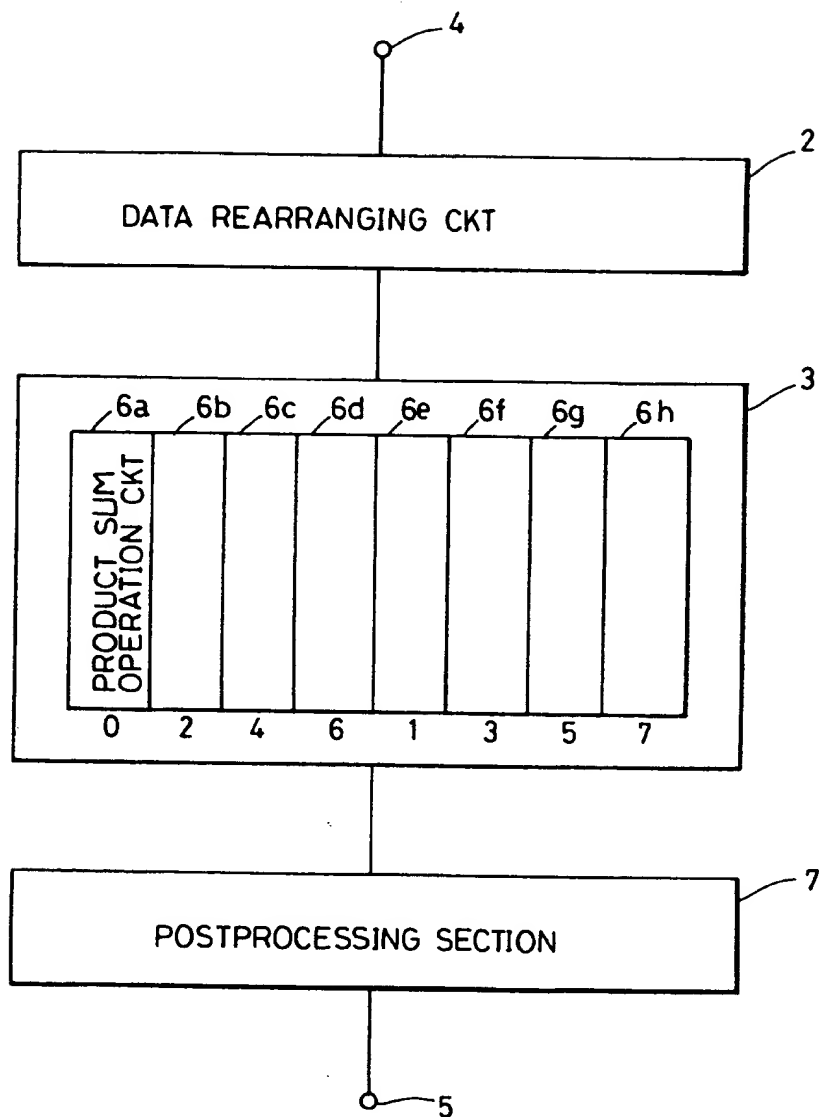 4
2
DATA REARRANGING CKT
3
6a 6b 6c 6d 6e 6f 6g 6h
PRODUCT SUM
OPERATION CKT
0 2 4 6 1 3 5 7
7
POSTPROCESSING SECTION
5